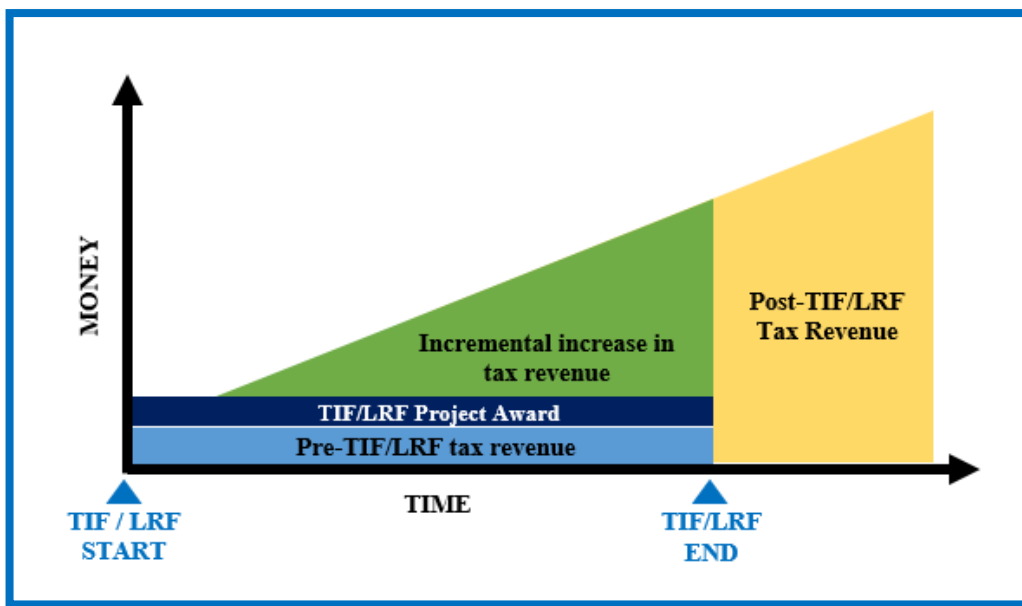 MONEY
Incremental increase in
tax revenue
Post-TIF/LRF
Tax Revenue
TIF/LRF Project Award
Pre-TIF/LRF tax revenue
TIME
TIF / LRF
START
TIF/LRF
END